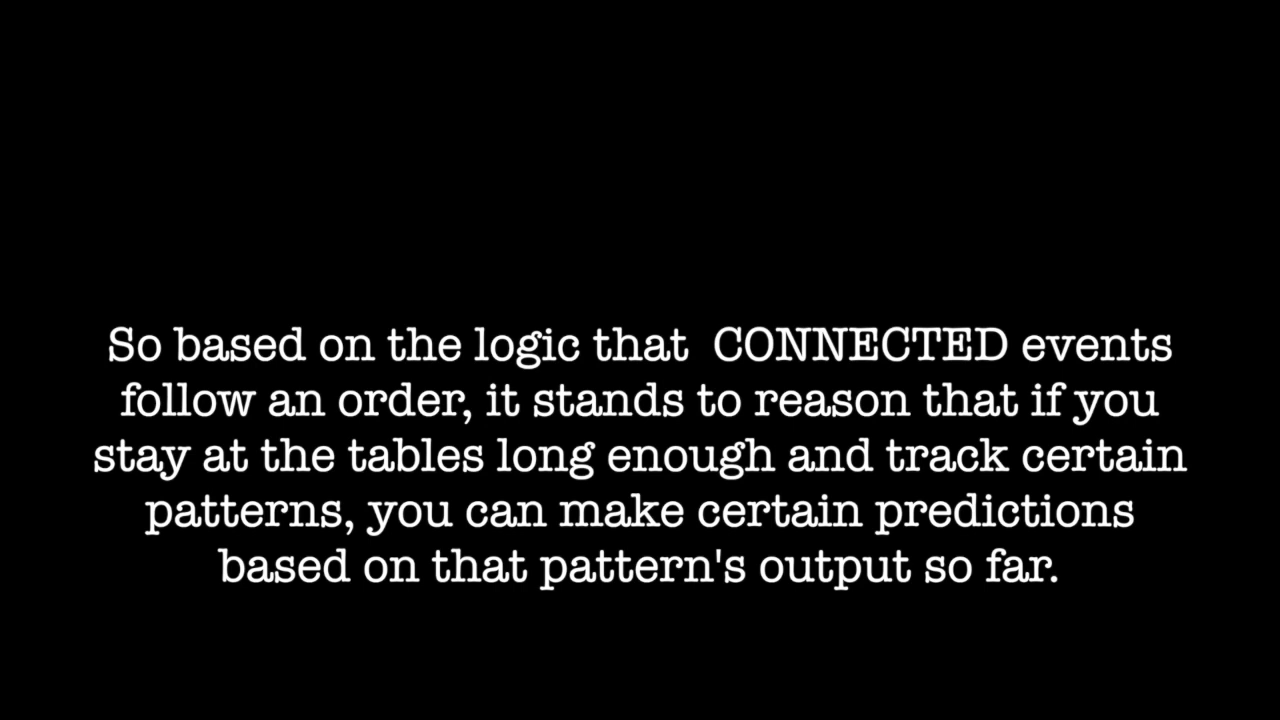 So based on the logic that  CONNECTED events
follow an order, it stands to reason that if you
stay at the tables long enough and track certain
patterns, you can make certain predictions
based on that pattern's output so far.